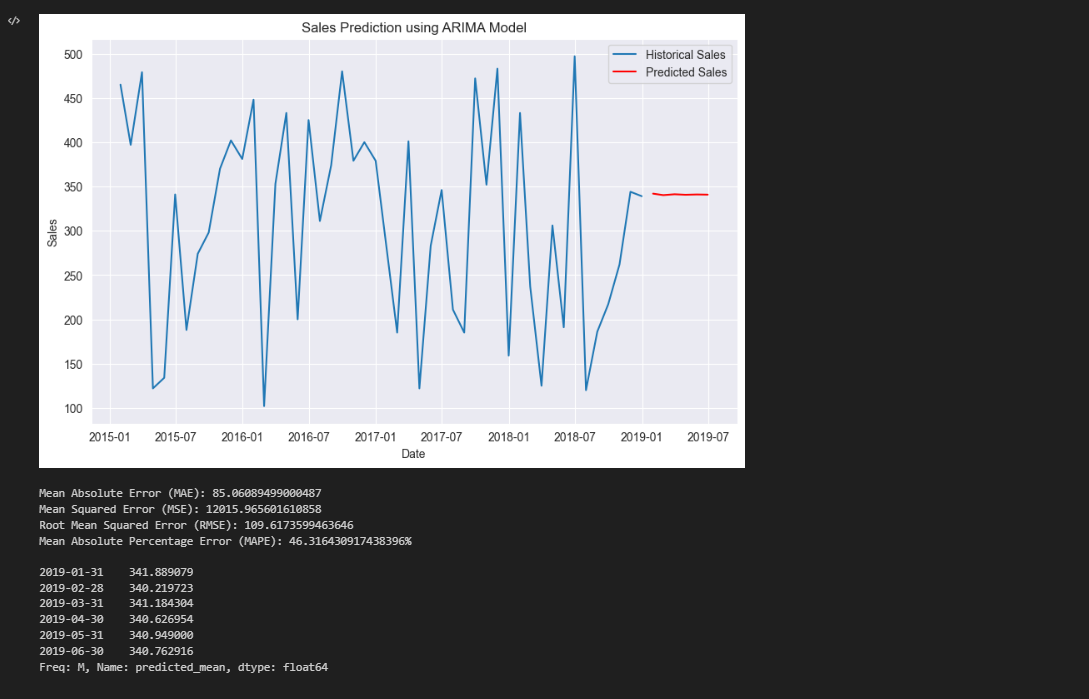 </>
Sales Prediction using ARIMA Model
Historical Sales
Predicted Sales
500
450
400
350
300
250
200
150
100
Sales
2015-01 2015-07 2016-01 2016-07 2017-01 2017-07 2018-01 2018-07 2019-01 2019-07
Date
Mean Absolute Error (MAE): 85.06089499000487
Mean Squared Error (MSE): 12015.965601610858
Root Mean Squared Error (RMSE): 109.6173599463646
Mean Absolute Percentage Error (MAPE): 46.316430917438396%
2019-01-31 341.889079
2019-02-28 340.219723
2019-03-31 341.184304
2019-04-30 340.626954
2019-05-31 340.949000
2019-06-30 340.762916
Freq: M, Name: predicted_mean, dtype: float64